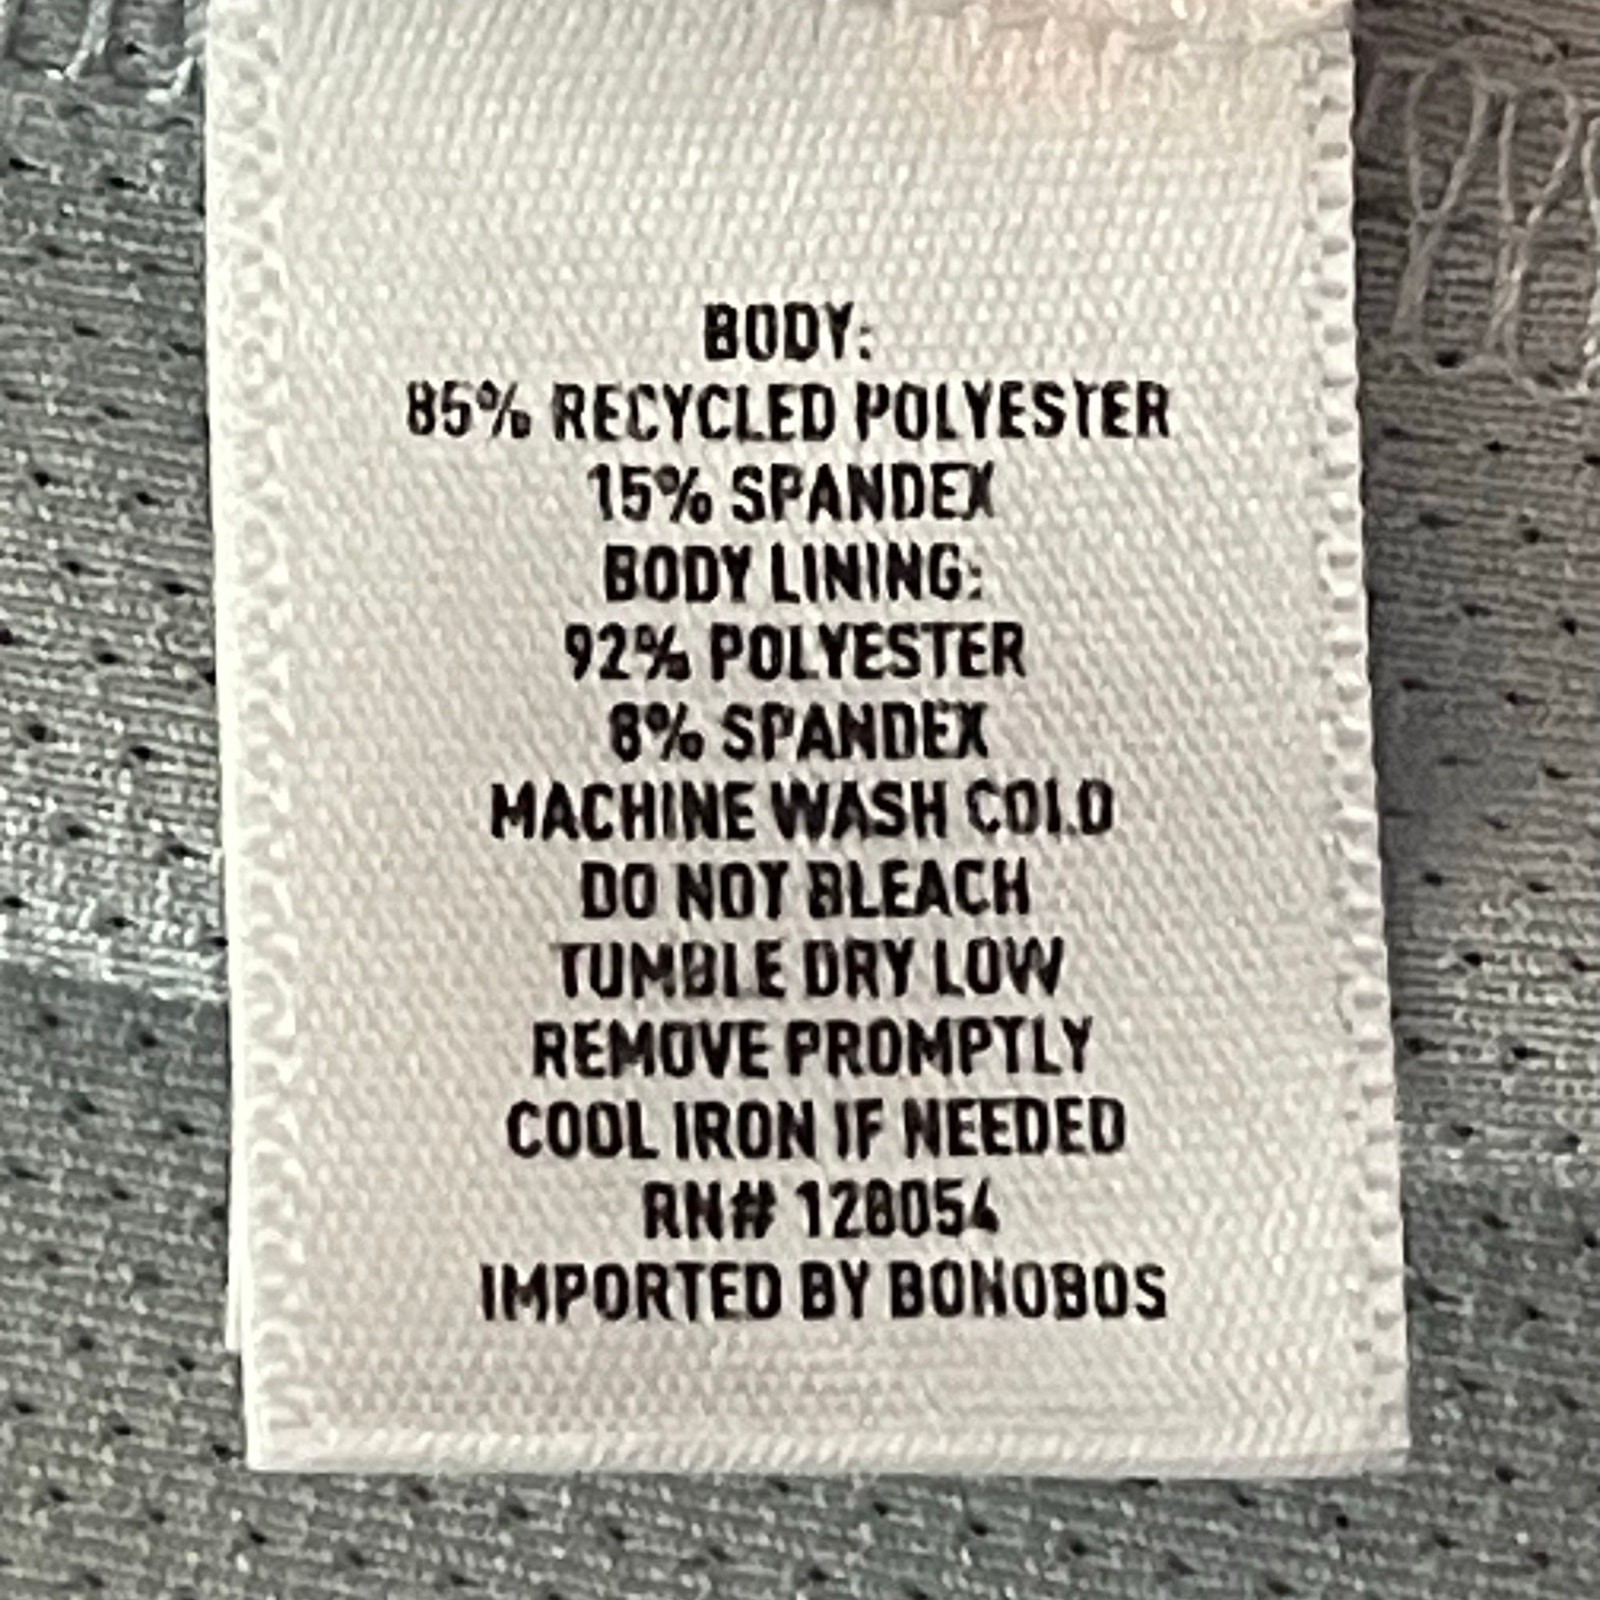 BODY:
85% RECYCLED POLYESTER
15% SPANDEX
BODY LINING:
92% POLYESTER
8% SPANDEX
MACHINE WASH COLD
DO NOT BLEACH
TUMBLE DRY LOW
REMOVE PROMPTLY
COOL IRON IF NEEDED
RN# 128054
IMPORTED BY BONOBOS